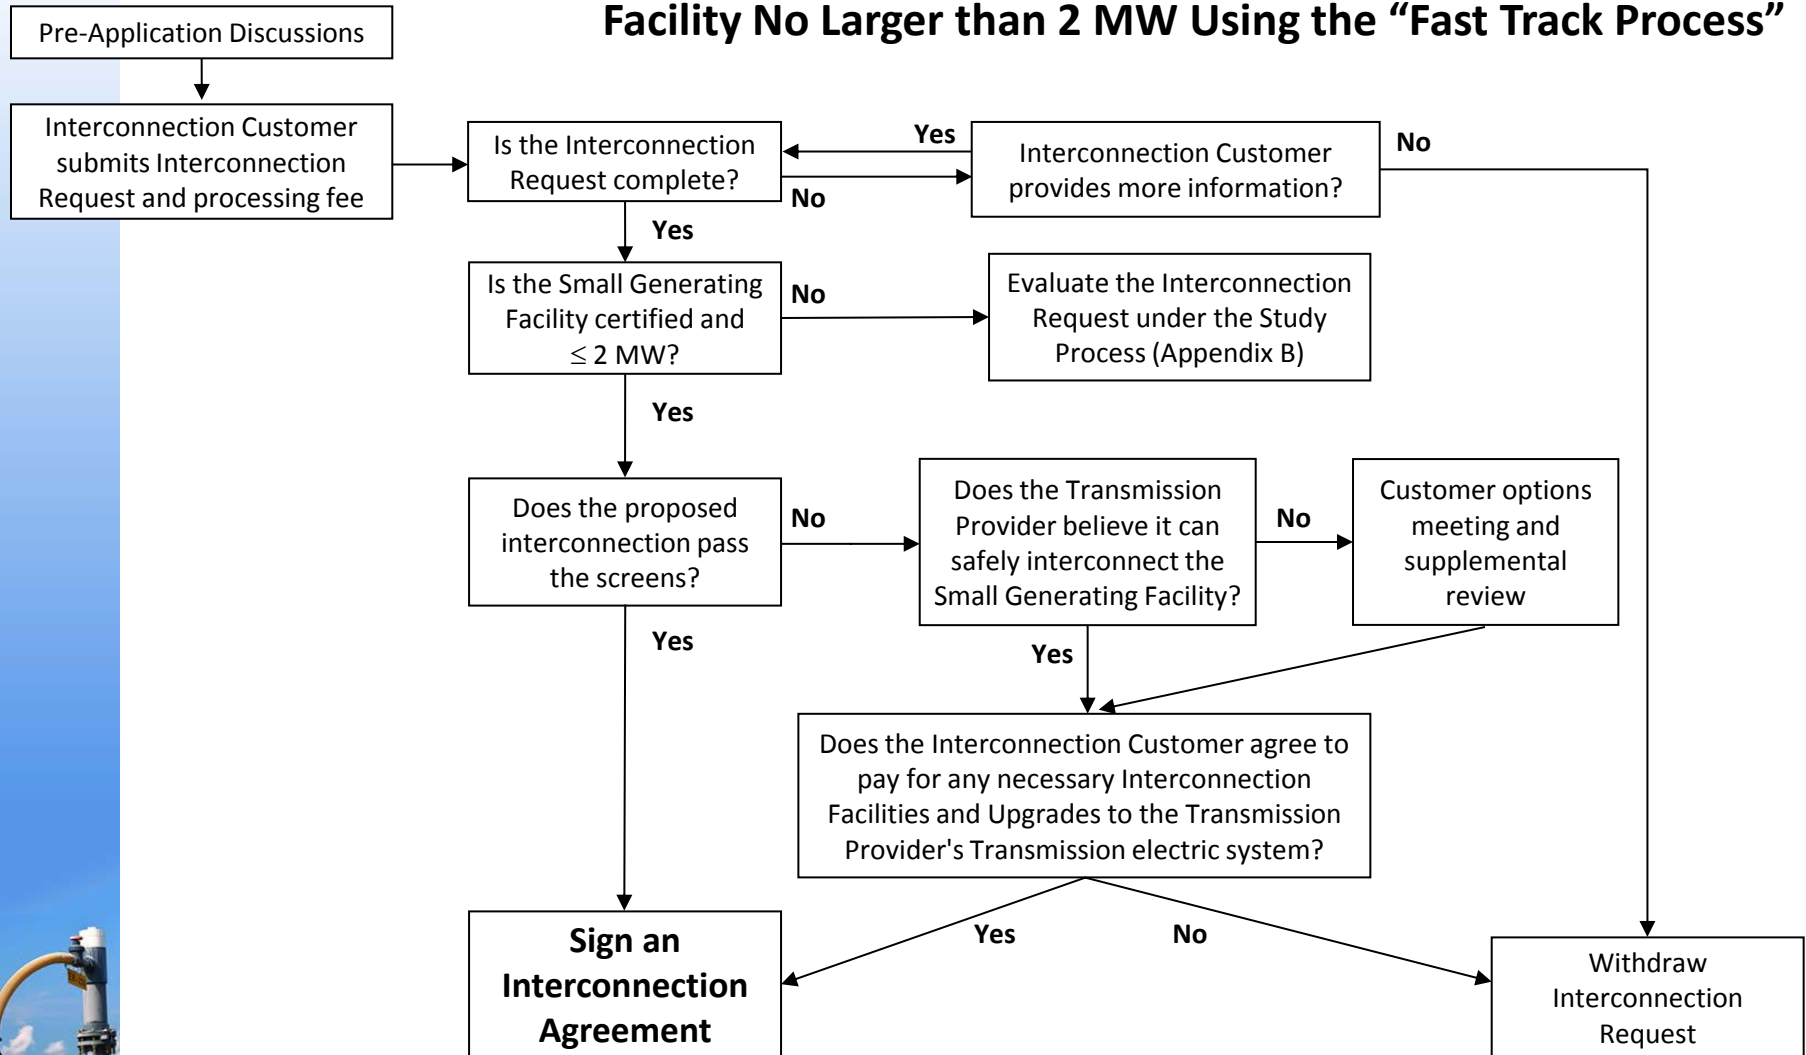 Facility No Larger than 2 MW Using the “Fast Track Process”
Pre-Application Discussions
Interconnection Customer
submits Interconnection
Request and processing fee
Is the Interconnection
Request complete?
Yes
No
Interconnection Customer
provides more information?
No
Yes
Is the Small Generating
Facility certified and
≤ 2 MW?
No
Evaluate the Interconnection
Request under the Study
Process (Appendix B)
Yes
Does the proposed
interconnection pass
the screens?
No
Does the Transmission
Provider believe it can
safely interconnect the
Small Generating Facility?
No
Customer options
meeting and
supplemental
review
Yes
Yes
Does the Interconnection Customer agree to
pay for any necessary Interconnection
Facilities and Upgrades to the Transmission
Provider's Transmission electric system?
Yes
No
Sign an
Interconnection
Agreement
Withdraw
Interconnection
Request